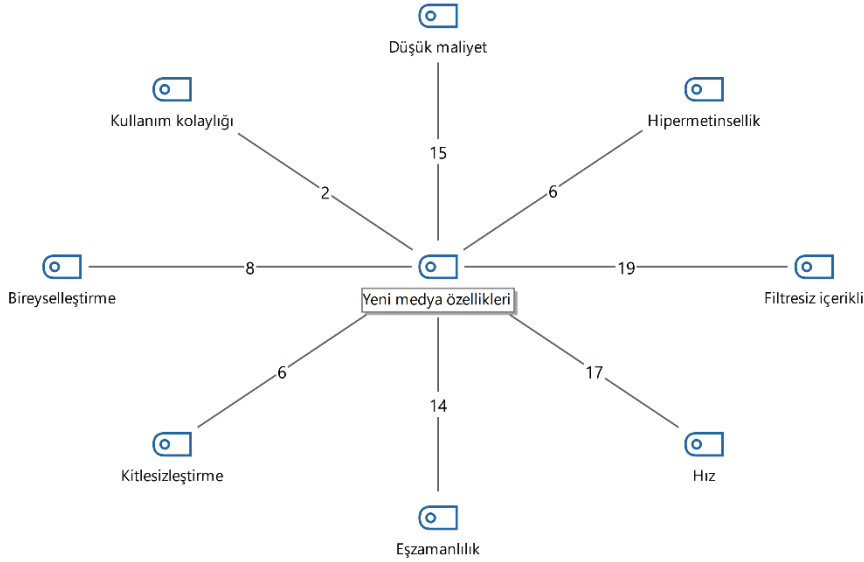 Düşük maliyet
Kullanım kolaylığı
Hipermetinsellik
15
2
6
Bireyselleştirme
8
19
Filtresiz içerikli
Yeni medya özellikleri
6
17
14
Kitlesizleştirme
Hız
Eşzamanlılık